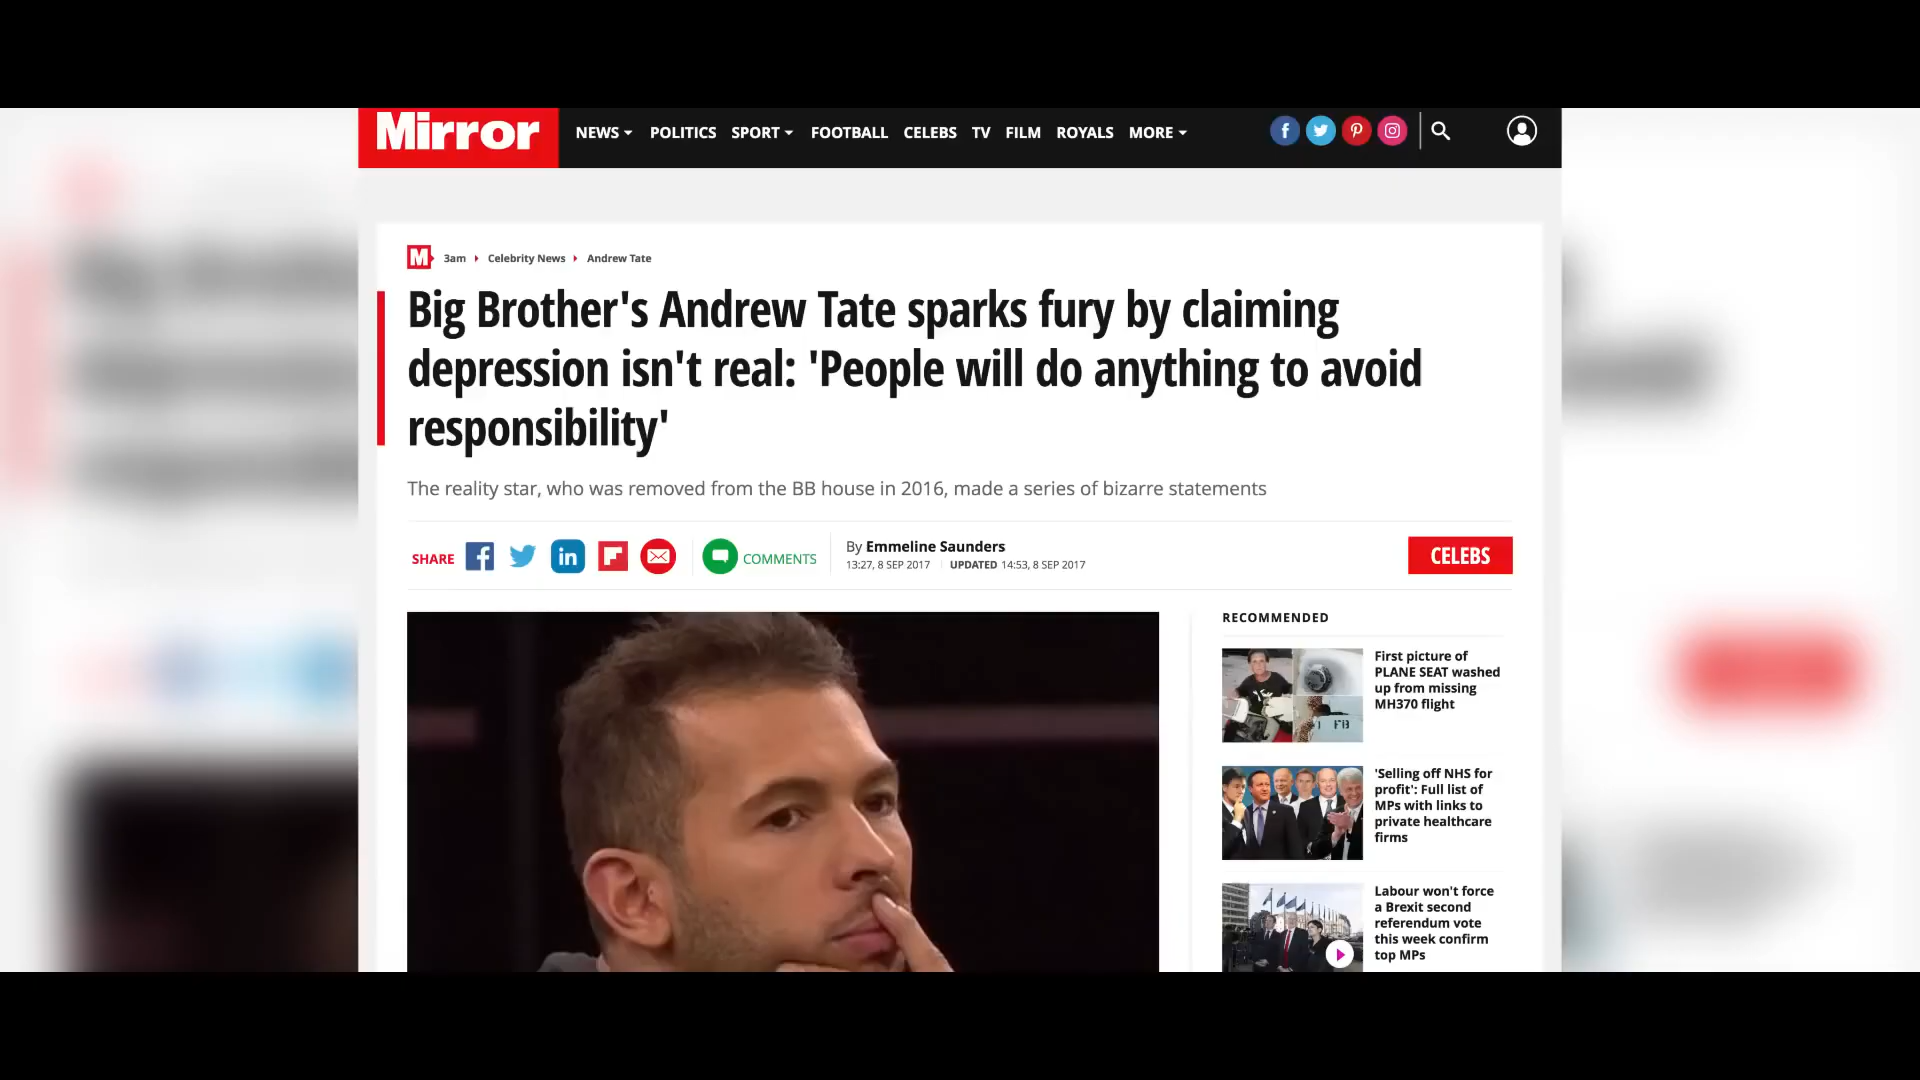 Mirror
NEWS POLITICS SPORT FOOTBALL CELEBS TV FILM ROYALS MORE
M 3am Celebrity News Andrew Tate
Big Brother's Andrew Tate sparks fury by claiming
depression isn't real: 'People will do anything to avoid
responsibility'
The reality star, who was removed from the BB house in 2016, made a series of bizarre statements
SHARE
COMMENTS
By Emmeline Saunders
13:27, 8 SEP 2017 UPDATED 14:53, 8 SEP 2017
CELEBS
RECOMMENDED
First picture of
PLANE SEAT washed
up from missing
MH370 flight
'Selling off NHS for
profit': Full list of
MPs with links to
private healthcare
firms
Labour won't force
a Brexit second
referendum vote
this week confirm
top MPs